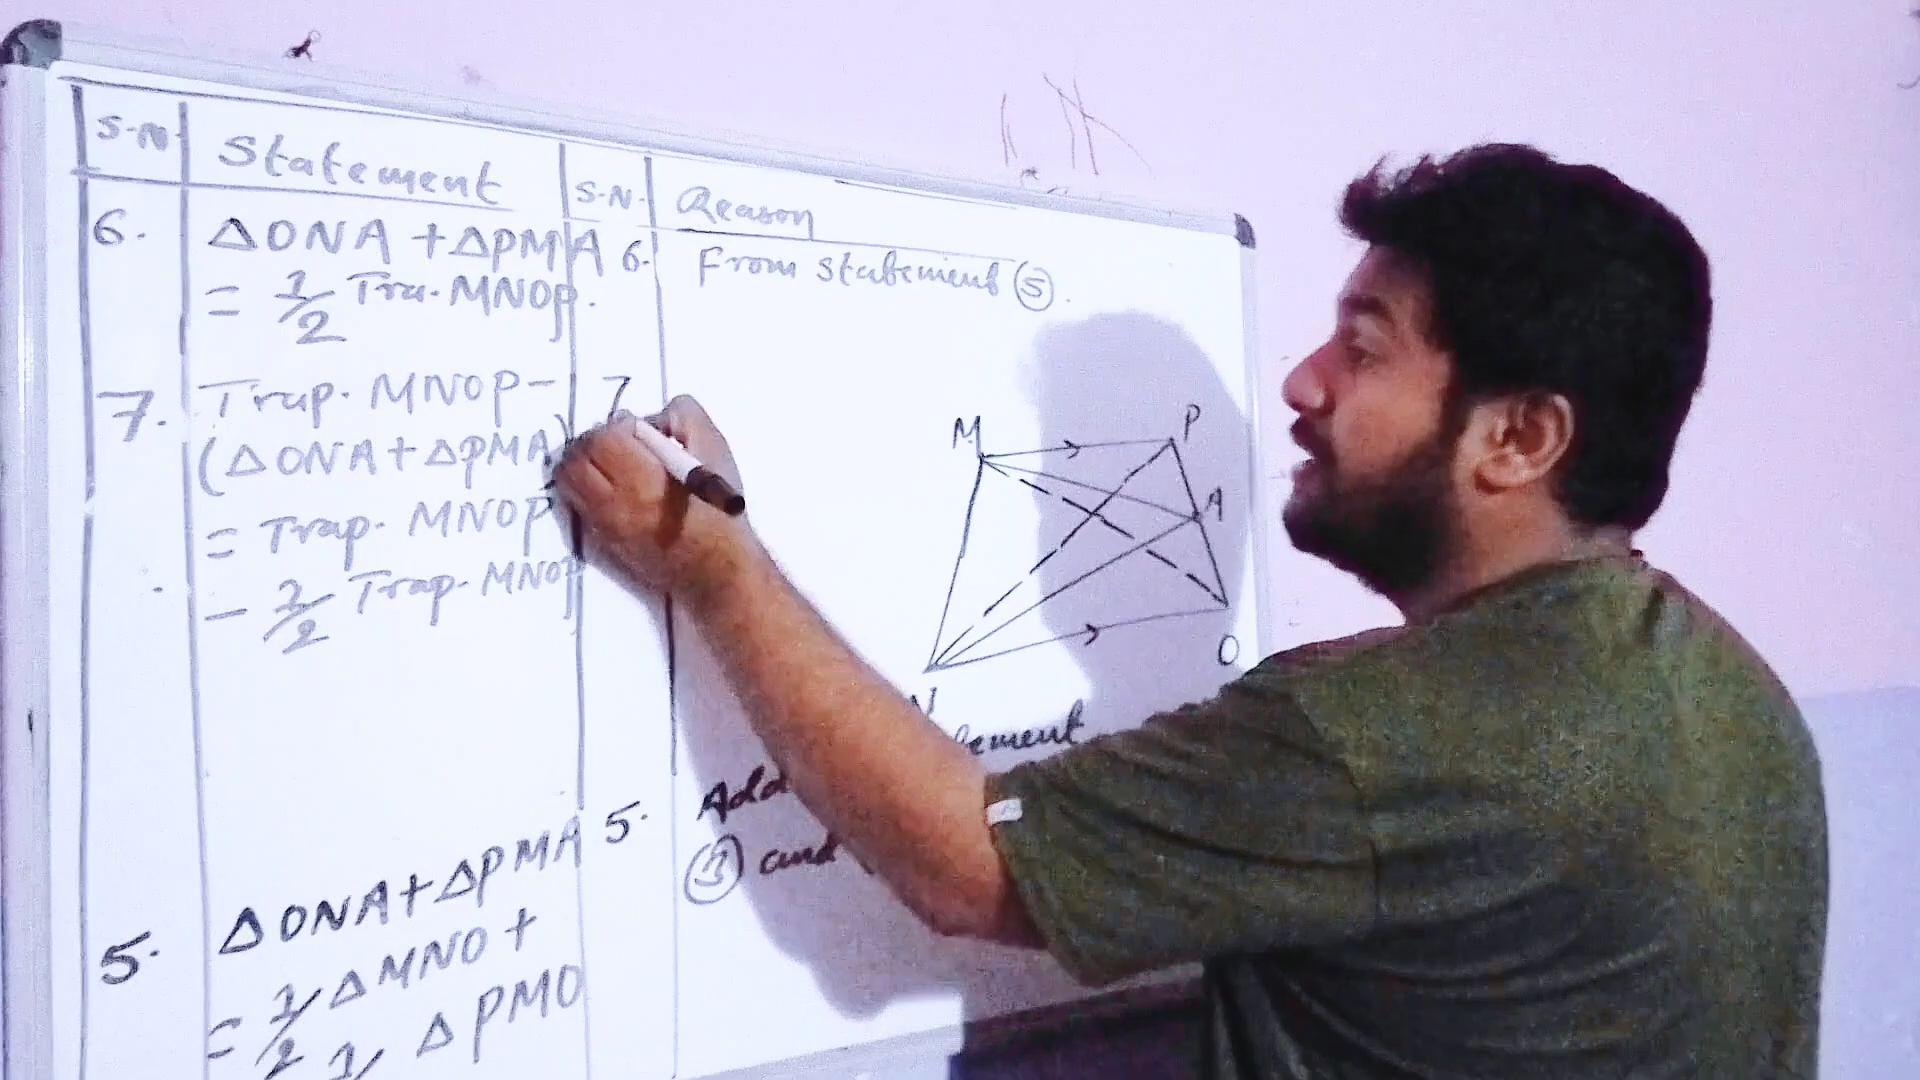 S.N. Statement S.N. Reason
6. ΔONA + ΔPMA 6. From statement (5).
= 1/2 Tra. MNOP.
7. Trap. MNOP - 7
(ΔONA + ΔPMA)
= Trap. MNOP
- 1/2 Trap. MNOP
M P
A
O
N
5. ΔONA + ΔPMA 5. Add
= 1/2 ΔMNO + (3) and
1/ ΔPMO